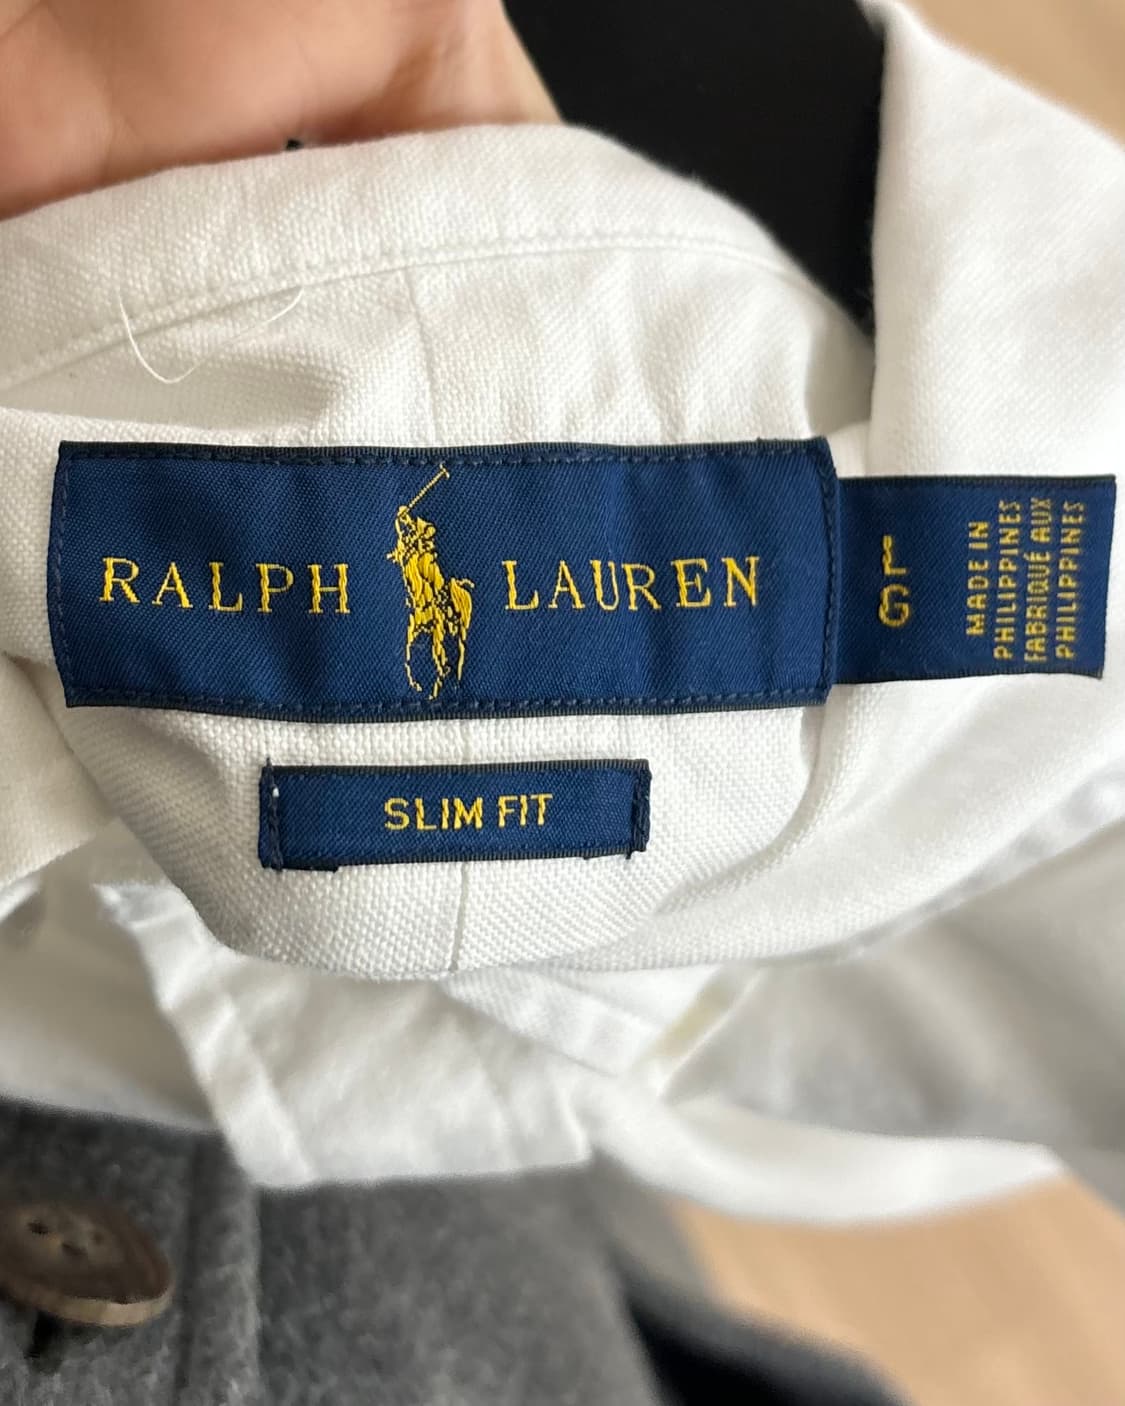 RALPH LAUREN
L
G
MADE IN
PHILIPPINES
FABRIQUÉ AUX
PHILIPPINES
SLIM FIT